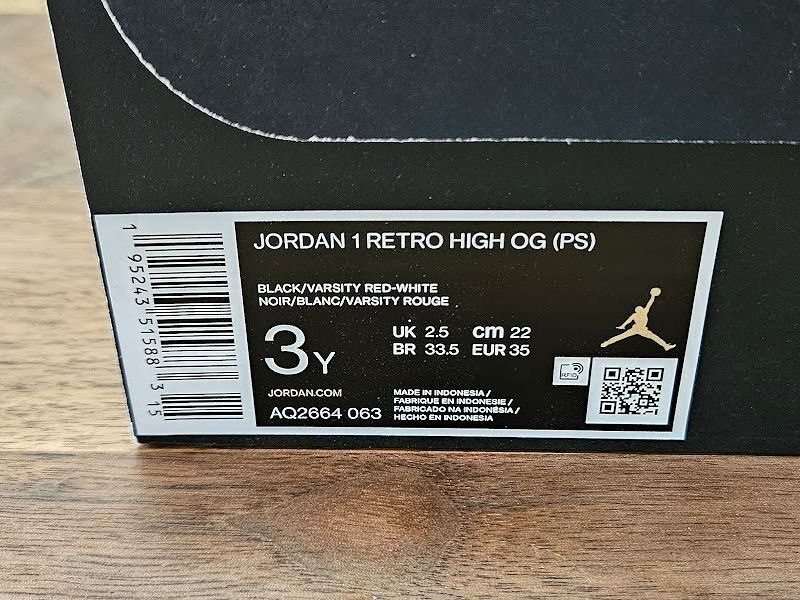 JORDAN 1 RETRO HIGH OG (PS)
BLACK/VARSITY RED-WHITE
NOIR/BLANC/VARSITY ROUGE
3Y
UK 2.5 cm 22
BR 33.5 EUR 35
JORDAN.COM
AQ2664 063
MADE IN INDONESIA /
FABRIQUE EN INDONESIE/
FABRICADO NA INDONÉSIA/
HECHO EN INDONESIA
RFID
1 95243 51588 3 15